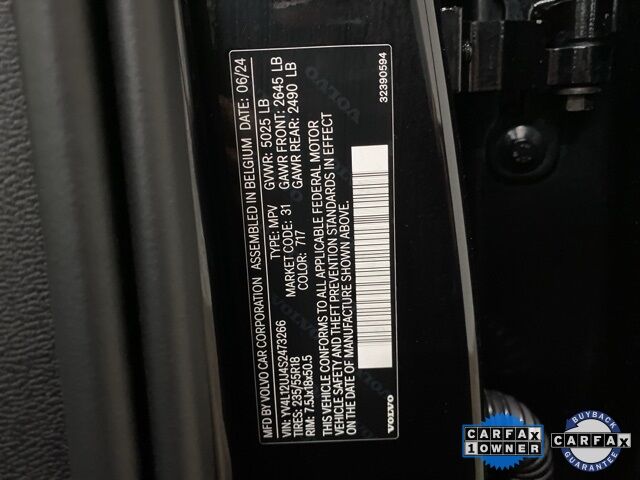 MFD BY VOLVO CAR CORPORATION ASSEMBLED IN BELGIUM DATE: 06/24
VIN: YV4L12UU4S2473266 TYPE: MPV GVWR: 5025 LB
TIRES: 235/55R18 MARKET CODE: 31 GAWR FRONT: 2645 LB
RIM: 7.5Jx18x50.5 COLOR: 717 GAWR REAR: 2490 LB
THIS VEHICLE CONFORMS TO ALL APPLICABLE FEDERAL MOTOR
VEHICLE SAFETY AND THEFT PREVENTION STANDARDS IN EFFECT
ON THE DATE OF MANUFACTURE SHOWN ABOVE.
VOLVO 32390594
CARFAX
1 OWNER
BUYBACK
CARFAX
GUARANTEE